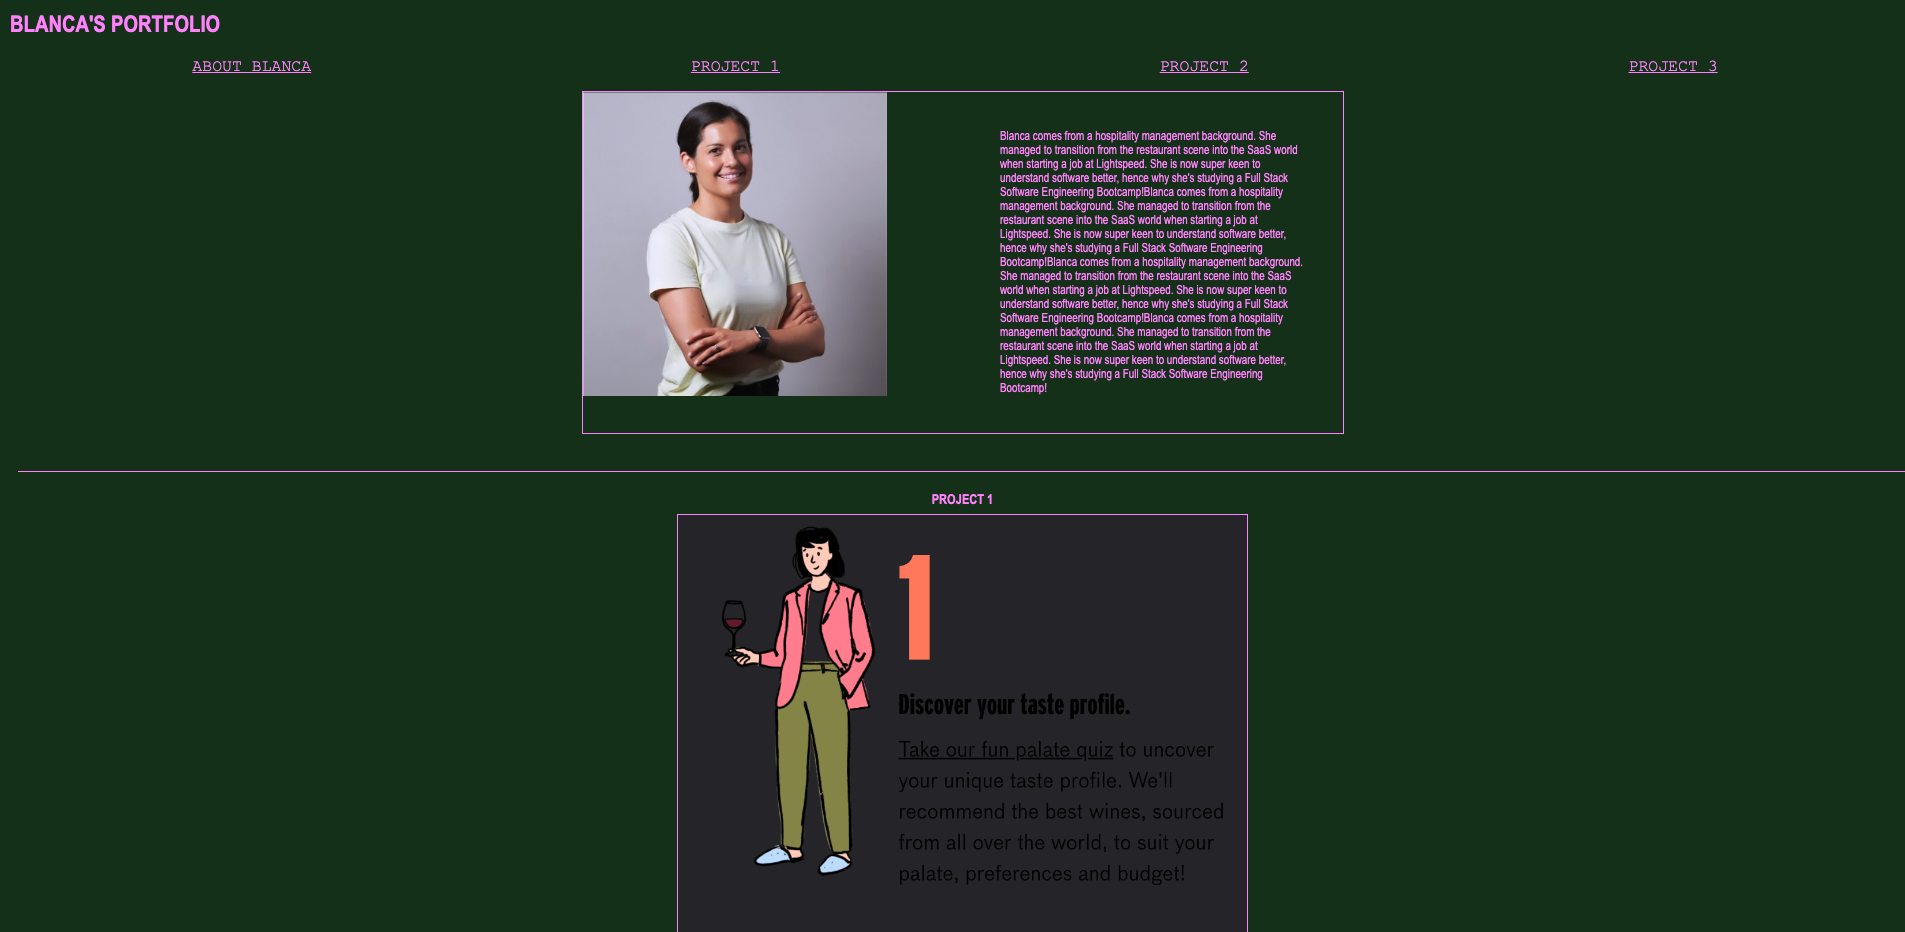 BLANCA'S PORTFOLIO
ABOUT BLANCA
PROJECT 1
PROJECT 2
PROJECT 3
Blanca comes from a hospitality management background. She
managed to transition from the restaurant scene into the SaaS world
when starting a job at Lightspeed. She is now super keen to
understand software better, hence why she's studying a Full Stack
Software Engineering Bootcamp!Blanca comes from a hospitality
management background. She managed to transition from the
restaurant scene into the SaaS world when starting a job at
Lightspeed. She is now super keen to understand software better,
hence why she's studying a Full Stack Software Engineering
Bootcamp!Blanca comes from a hospitality management background.
She managed to transition from the restaurant scene into the SaaS
world when starting a job at Lightspeed. She is now super keen to
understand software better, hence why she's studying a Full Stack
Software Engineering Bootcamp!Blanca comes from a hospitality
management background. She managed to transition from the
restaurant scene into the SaaS world when starting a job at
Lightspeed. She is now super keen to understand software better,
hence why she's studying a Full Stack Software Engineering
Bootcamp!
PROJECT 1
1
Discover your taste profile.
Take our fun palate quiz to uncover
your unique taste profile. We'll
recommend the best wines, sourced
from all over the world, to suit your
palate, preferences and budget!